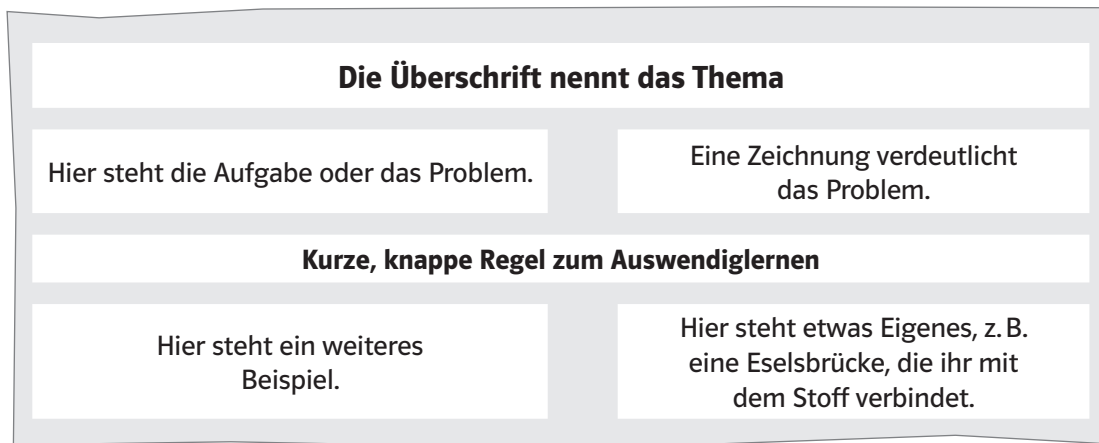 Die Überschrift nennt das Thema
Hier steht die Aufgabe oder das Problem.
Eine Zeichnung verdeutlicht
das Problem.
Kurze, knappe Regel zum Auswendiglernen
Hier steht ein weiteres
Beispiel.
Hier steht etwas Eigenes, z. B.
eine Eselsbrücke, die ihr mit
dem Stoff verbindet.